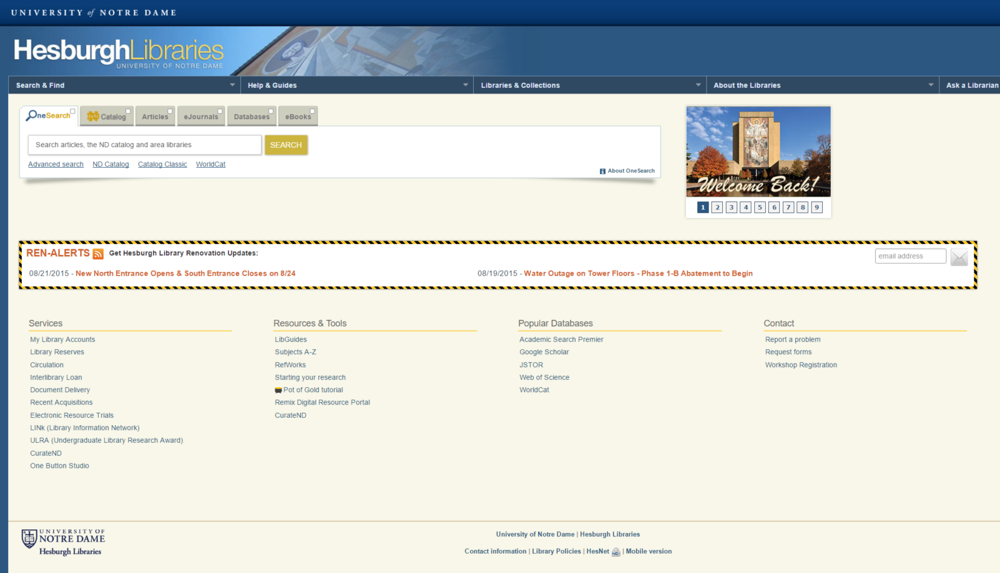 UNIVERSITY of NOTRE DAME
HesburghLibraries
UNIVERSITY OF NOTRE DAME
Search & Find
Help & Guides
Libraries & Collections
About the Libraries
Ask a Librarian
OneSearch
ND Catalog
Articles
eJournals
Databases
eBooks
Search articles, the ND catalog and area libraries
SEARCH
Advanced search
ND Catalog
Catalog Classic
WorldCat
About OneSearch
Welcome Back!
1 2 3 4 5 6 7 8 9
REN-ALERTS Get Hesburgh Library Renovation Updates:
email address
08/21/2015 - New North Entrance Opens & South Entrance Closes on 8/24
08/19/2015 - Water Outage on Tower Floors - Phase 1-B Abatement to Begin
Services
My Library Accounts
Library Reserves
Circulation
Interlibrary Loan
Document Delivery
Recent Acquisitions
Electronic Resource Trials
LINk (Library Information Network)
ULRA (Undergraduate Library Research Award)
CurateND
One Button Studio
Resources & Tools
LibGuides
Subjects A-Z
RefWorks
Starting your research
Pot of Gold tutorial
Remix Digital Resource Portal
CurateND
Popular Databases
Academic Search Premier
Google Scholar
JSTOR
Web of Science
WorldCat
Contact
Report a problem
Request forms
Workshop Registration
UNIVERSITY OF
NOTRE DAME
Hesburgh Libraries
University of Notre Dame | Hesburgh Libraries
Contact information | Library Policies | HesNet ND | Mobile version